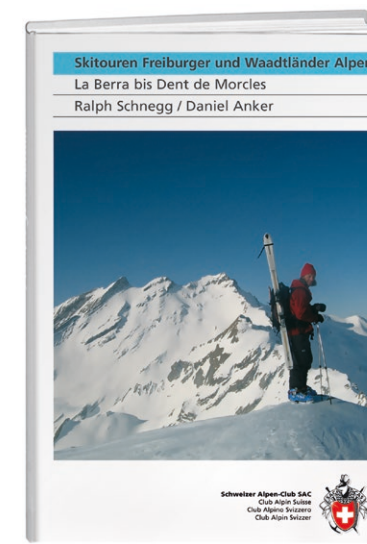 Skitouren Freiburger und Waadtländer Alpen
La Berra bis Dent de Morcles
Ralph Schnegg / Daniel Anker
Schweizer Alpen-Club SAC
Club Alpin Suisse
Club Alpino Svizzero
Club Alpin Svizzer